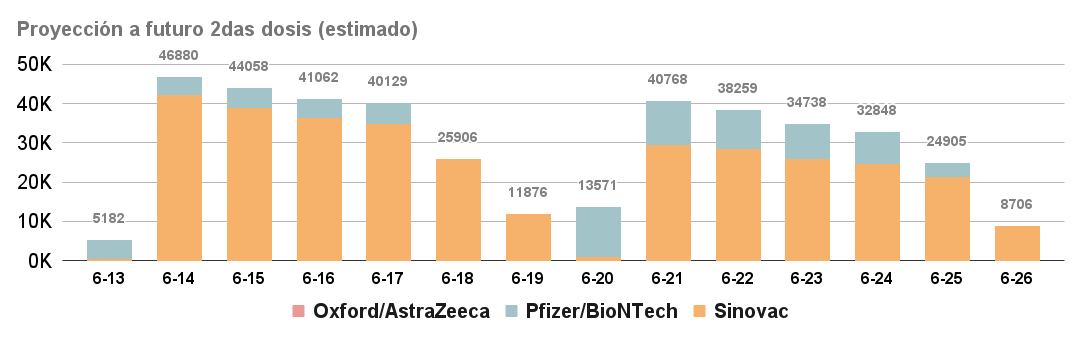 Proyección a futuro 2das dosis (estimado)
50K
40K
30K
20K
10K
0K
5182
46880
44058
41062
40129
25906
11876
13571
40768
38259
34738
32848
24905
8706
6-13 6-14 6-15 6-16 6-17 6-18 6-19 6-20 6-21 6-22 6-23 6-24 6-25 6-26
Oxford/AstraZeeca Pfizer/BioNTech Sinovac